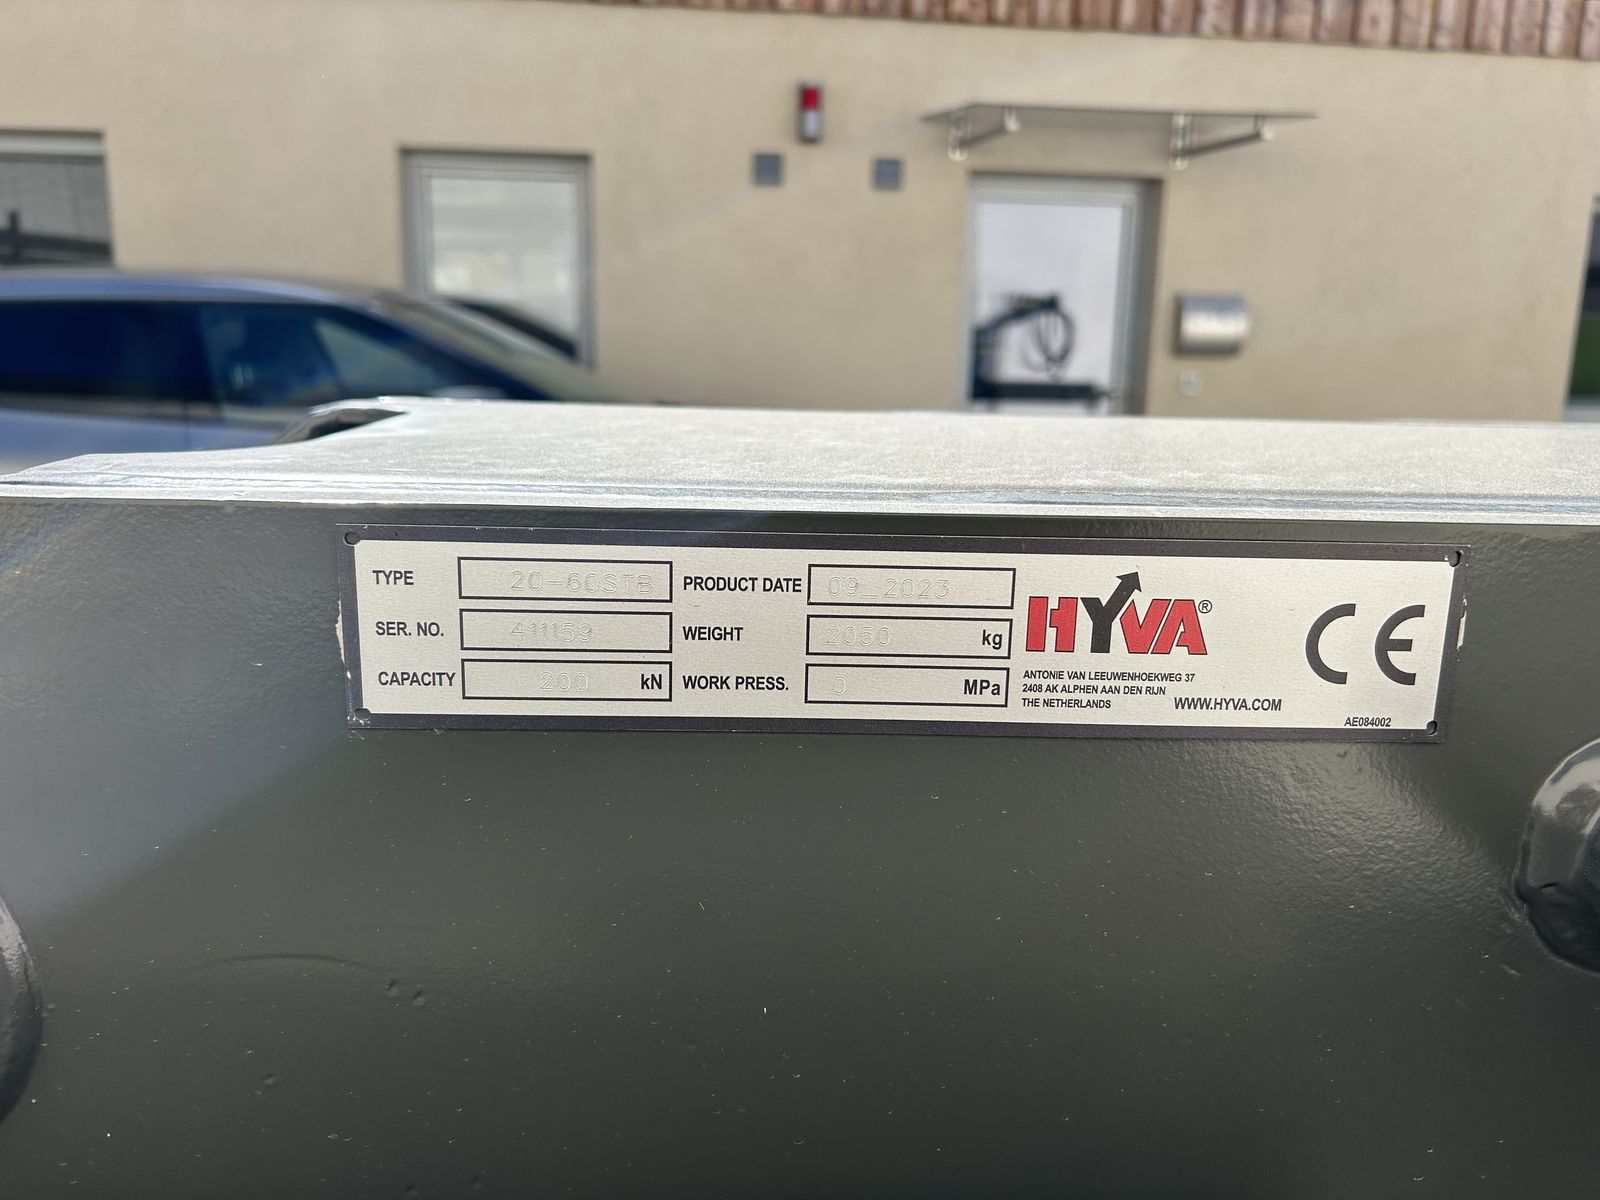 TYPE 20-60STB PRODUCT DATE 09_2023
SER. NO. 411159 WEIGHT 2050 kg
CAPACITY 200 kN WORK PRESS. 0 MPa
HYVA®
ANTONIE VAN LEEUWENHOEKWEG 37
2408 AK ALPHEN AAN DEN RIJN
THE NETHERLANDS WWW.HYVA.COM
CE
AE084002